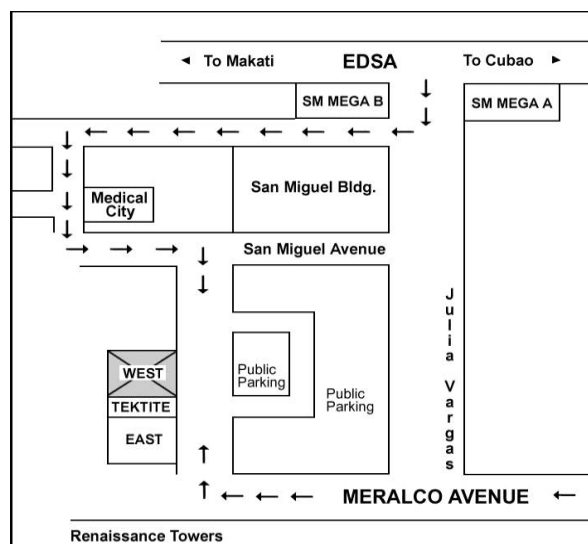 ◄ To Makati EDSA To Cubao ►
SM MEGA B
SM MEGA A
Medical
City
San Miguel Bldg.
San Miguel Avenue
Julia Vargas
WEST
TEKTITE
EAST
Public
Parking
Public
Parking
MERALCO AVENUE
Renaissance Towers